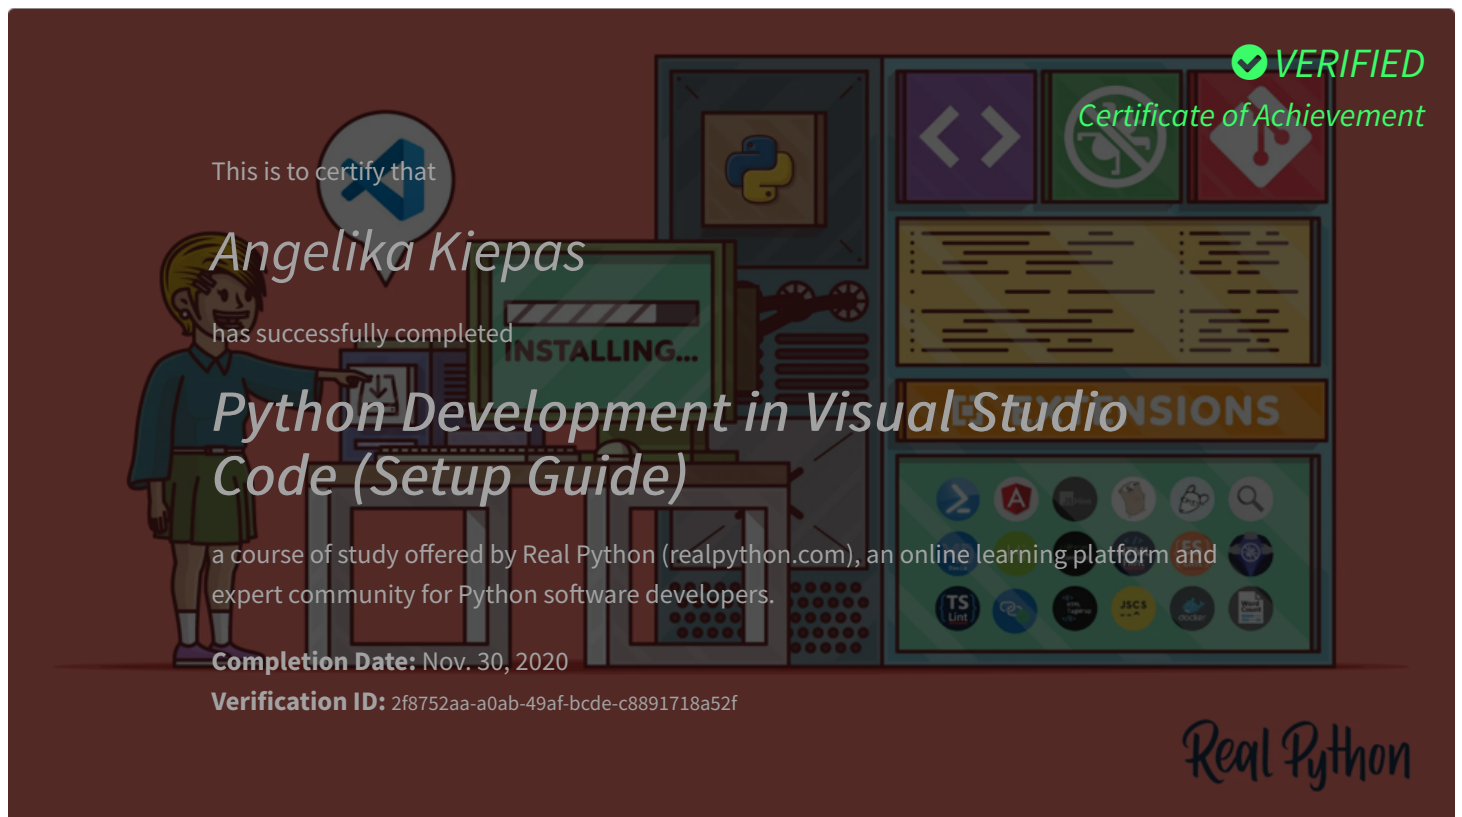 VERIFIED
Certificate of Achievement
This is to certify that
Angelika Kiepas
has successfully completed
INSTALLING...
Python Development in Visual Studio
Code (Setup Guide)
EXTENSIONS
a course of study offered by Real Python (realpython.com), an online learning platform and
expert community for Python software developers.
TS
Lint
JSCS
docker
Word
Count
Completion Date: Nov. 30, 2020
Verification ID: 2f8752aa-a0ab-49af-bcde-c8891718a52f
Real Python